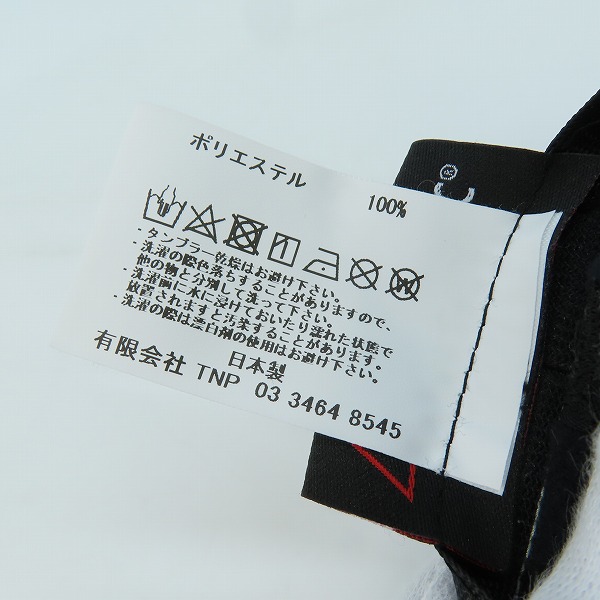 ポリエステル 100%
・タンブラー乾燥はお避け下さい。
・洗濯の際色落ちすることがありますので、
他の物と分別して洗って下さい。
・洗濯前に水に浸けておいたり濡れた状態で
放置されますと汚染することがあります。
・洗濯の際は漂白剤の使用はお避け下さい。
日本製
有限会社 TNP 03 3464 8545